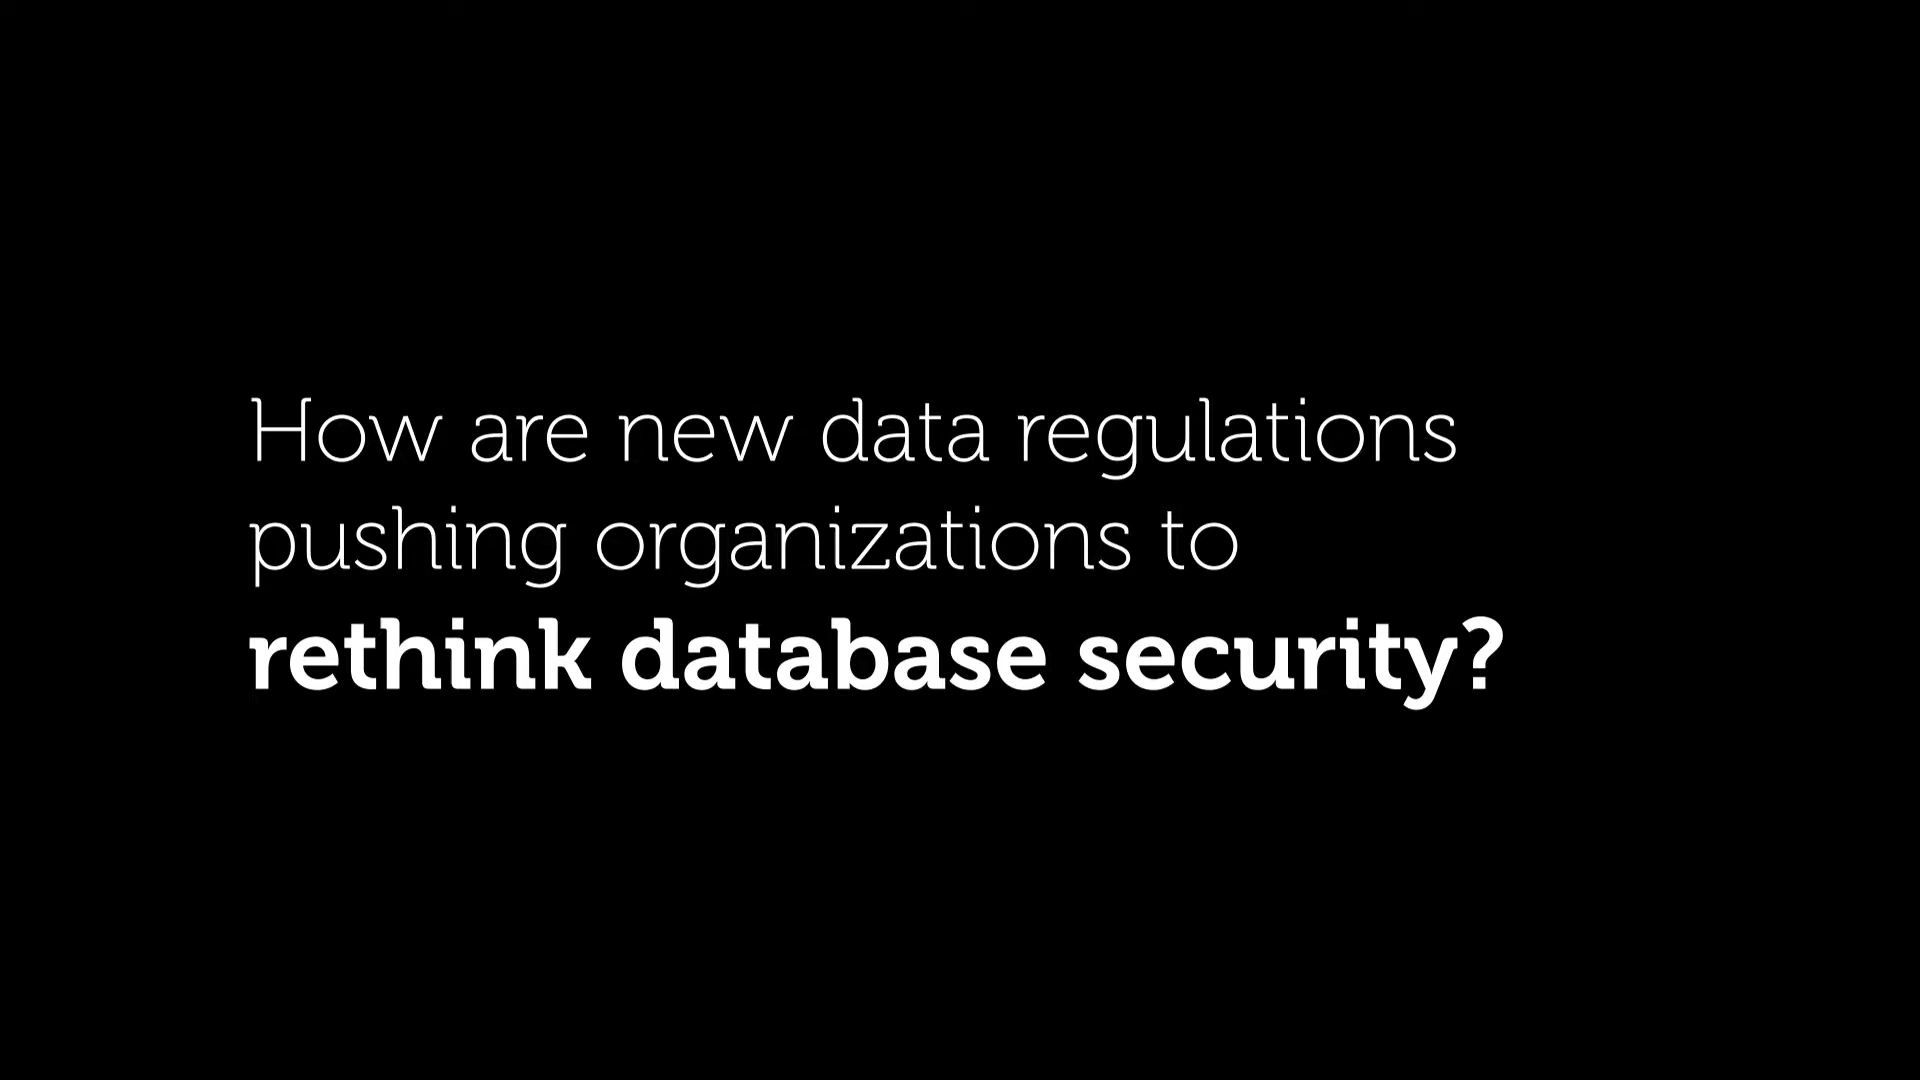 How are new data regulations
pushing organizations to
rethink database security?